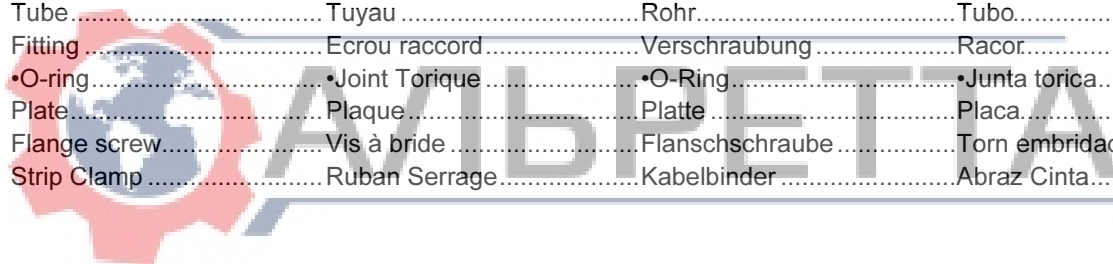 Tube........................Tuyau........................Rohr........................Tubo........................
Fitting........................Ecrou raccord........................Verschraubung........................Racor........................
•O-ring........................•Joint Torique........................•O-Ring........................•Junta torica........................
Plate........................Plaque........................Platte........................Placa........................
Flange screw........................Vis à bride........................Flanschschraube........................Torn embridad
Strip Clamp........................Ruban Serrage........................Kabelbinder........................Abraz Cinta........................
АЛЬРЕТТА